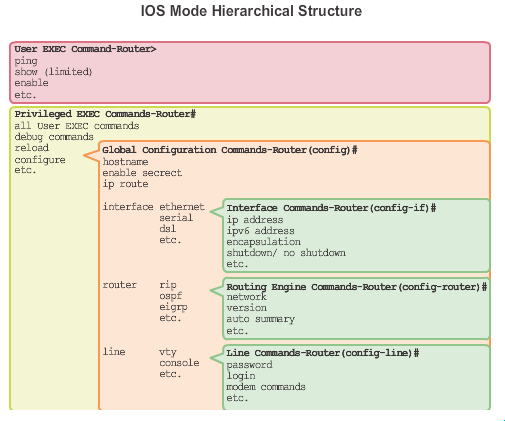 IOS Mode Hierarchical Structure
User EXEC Command-Router>
ping
show (limited)
enable
etc.
Privileged EXEC Commands-Router#
all User EXEC commands
debug commands
reload
configure
etc.
Global Configuration Commands-Router(config)#
hostname
enable secrect
ip route
interface ethernet
serial
dsl
etc.
Interface Commands-Router(config-if)#
ip address
ipv6 address
encapsulation
shutdown/ no shutdown
etc.
router rip
ospf
eigrp
etc.
Routing Engine Commands-Router(config-router)#
network
version
auto summary
etc.
line vty
console
etc.
Line Commands-Router(config-line)#
password
login
modem commands
etc.